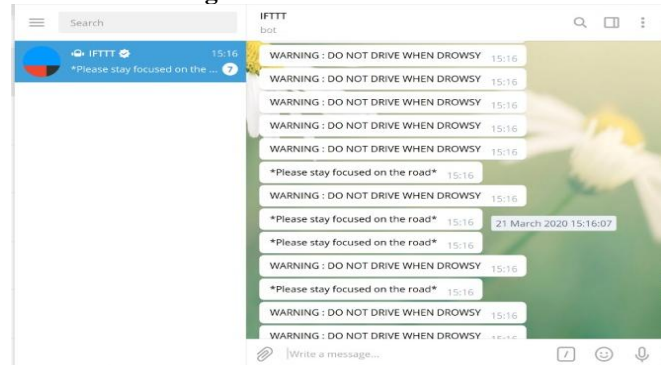 Search
IFTTT
15:16
*Please stay focused on the ...
7
IFTTT
bot
WARNING : DO NOT DRIVE WHEN DROWSY 15:16
WARNING : DO NOT DRIVE WHEN DROWSY 15:16
WARNING : DO NOT DRIVE WHEN DROWSY 15:16
WARNING : DO NOT DRIVE WHEN DROWSY 15:16
WARNING : DO NOT DRIVE WHEN DROWSY 15:16
*Please stay focused on the road* 15:16
WARNING : DO NOT DRIVE WHEN DROWSY 15:16
*Please stay focused on the road* 15:16
21 March 2020 15:16:07
*Please stay focused on the road* 15:16
WARNING : DO NOT DRIVE WHEN DROWSY 15:16
*Please stay focused on the road* 15:16
WARNING : DO NOT DRIVE WHEN DROWSY 15:16
WARNING : DO NOT DRIVE WHEN DROWSY
Write a message...